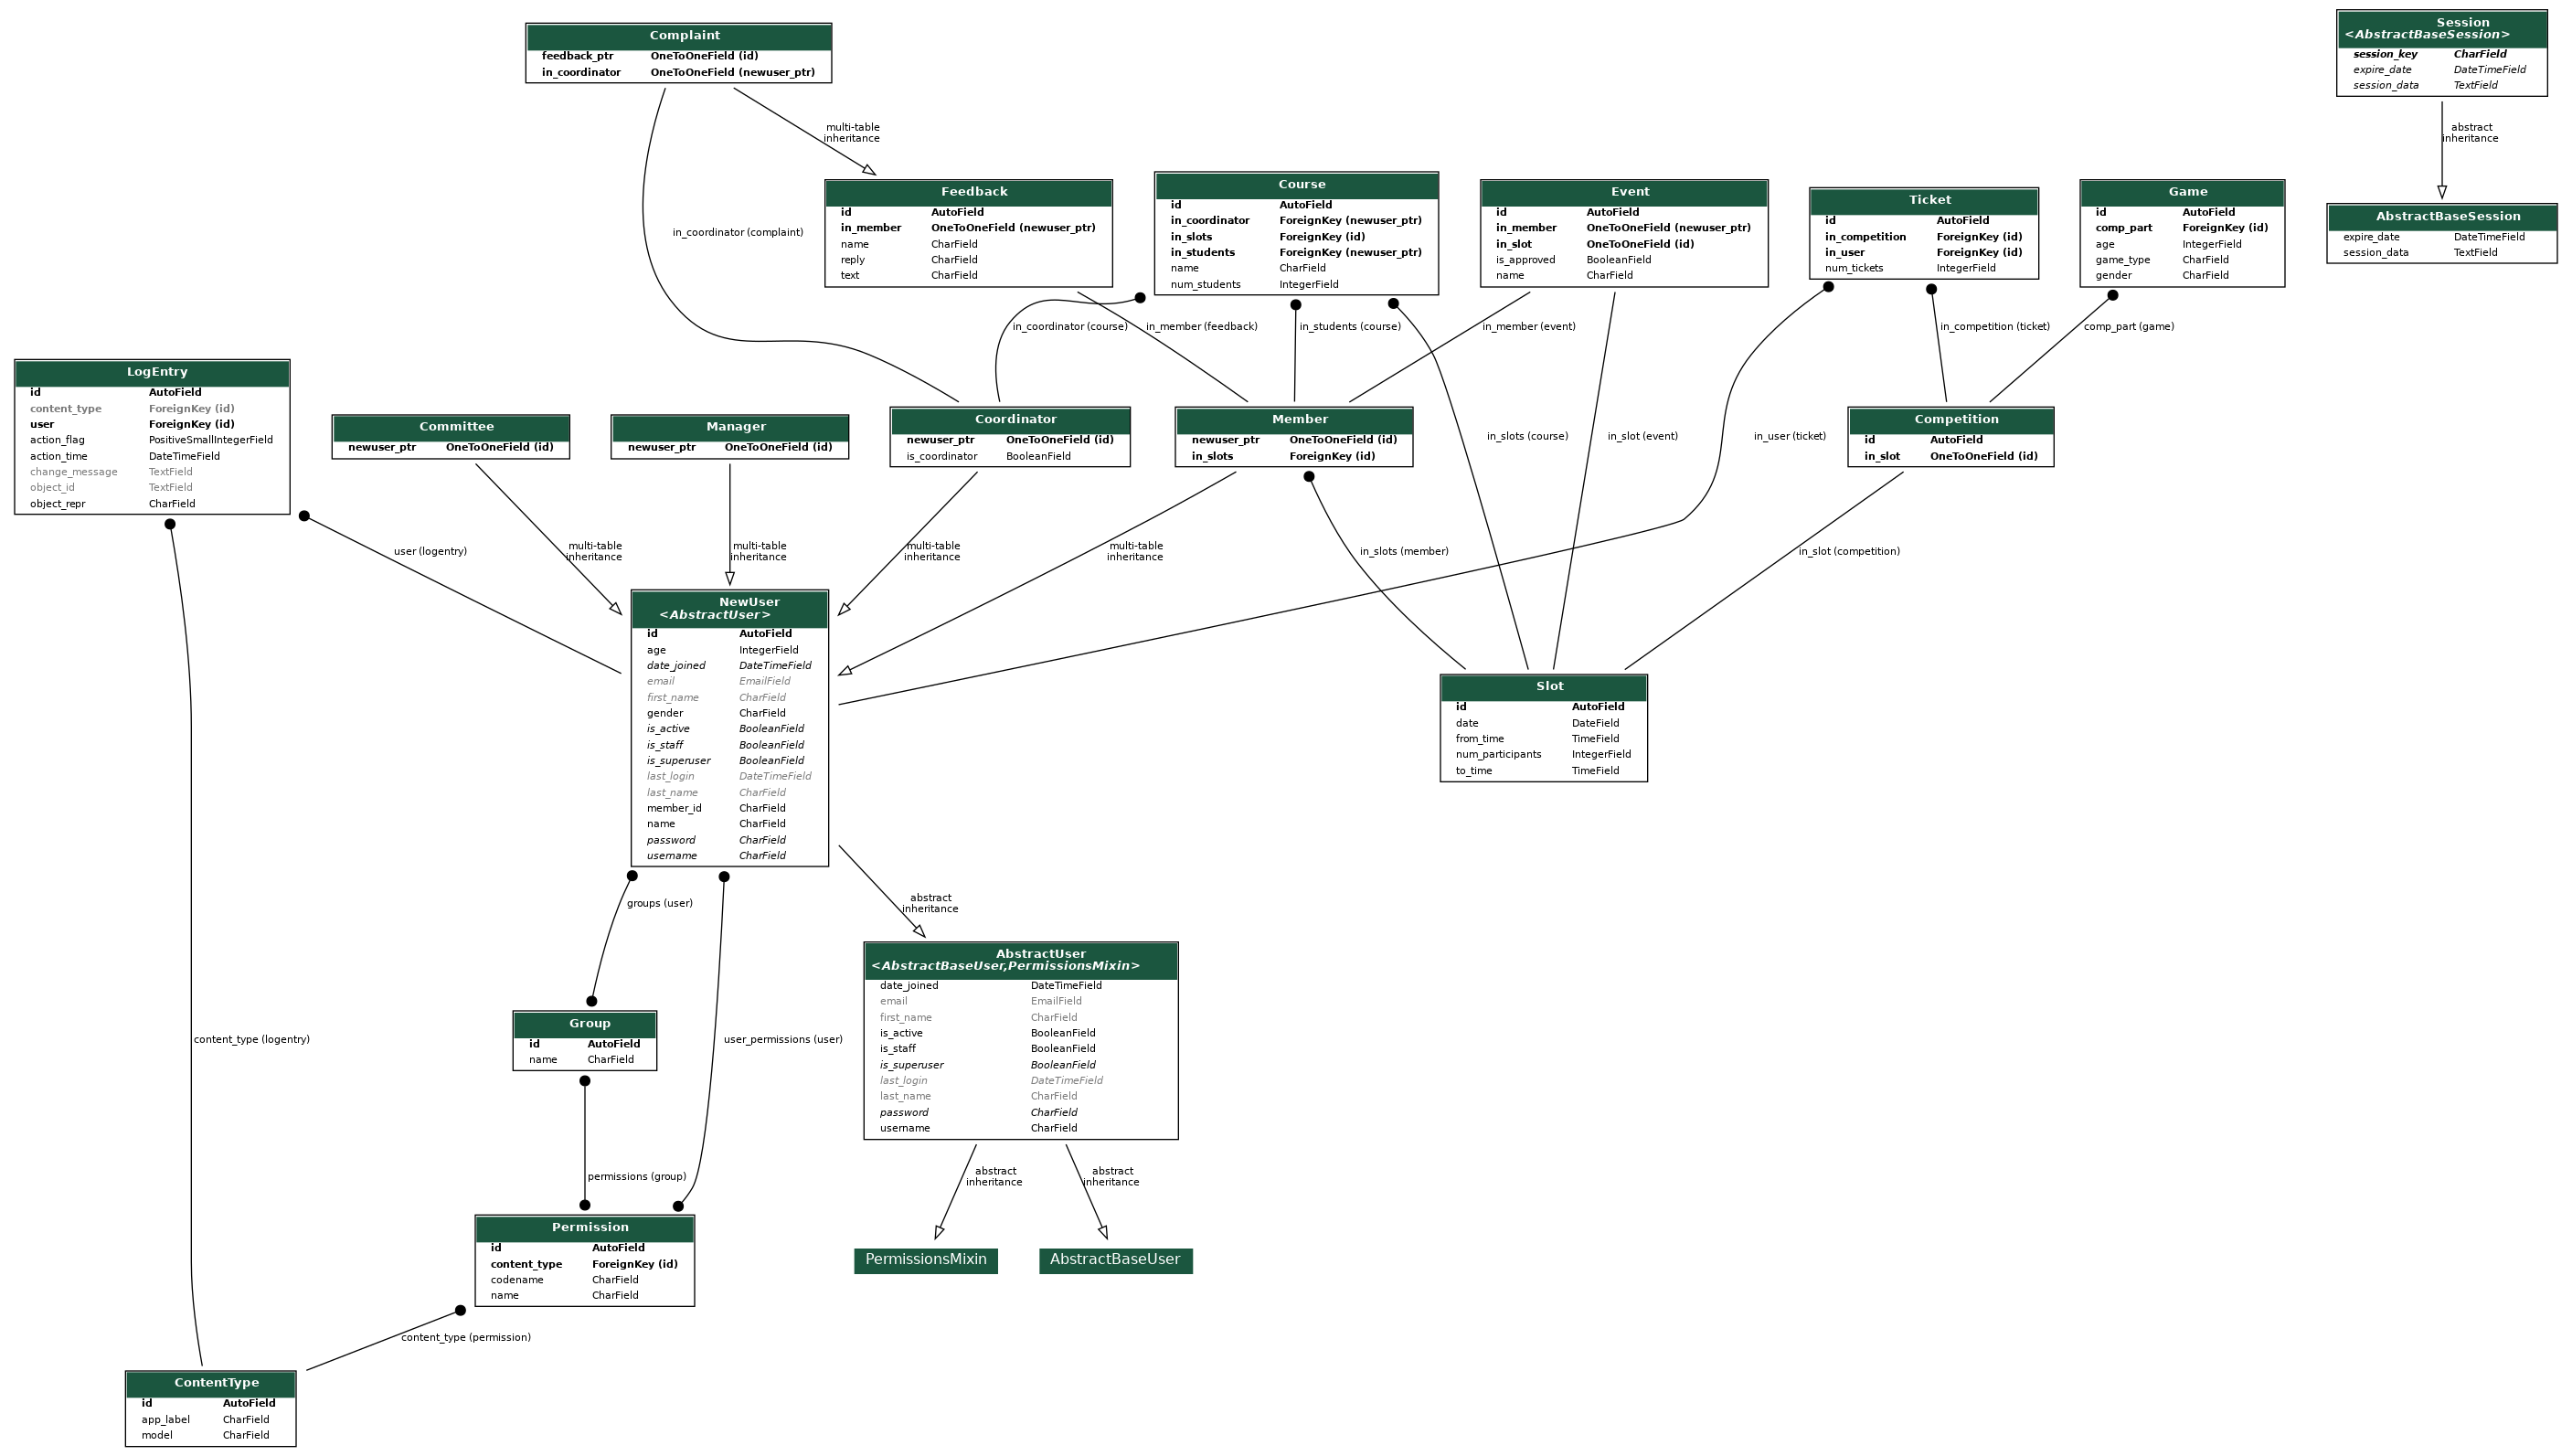 Complaint
feedback_ptr OneToOneField (id)
in_coordinator OneToOneField (newuser_ptr)
Session
<AbstractBaseSession>
session_key CharField
expire_date DateTimeField
session_data TextField
multi-table
inheritance
abstract
inheritance
Feedback
id AutoField
in_member OneToOneField (newuser_ptr)
name CharField
reply CharField
text CharField
Course
id AutoField
in_coordinator ForeignKey (newuser_ptr)
in_slots ForeignKey (id)
in_students ForeignKey (newuser_ptr)
name CharField
num_students IntegerField
Event
id AutoField
in_member OneToOneField (newuser_ptr)
in_slot OneToOneField (id)
is_approved BooleanField
name CharField
Ticket
id AutoField
in_competition ForeignKey (id)
in_user ForeignKey (id)
num_tickets IntegerField
Game
id AutoField
comp_part ForeignKey (id)
age IntegerField
game_type CharField
gender CharField
AbstractBaseSession
expire_date DateTimeField
session_data TextField
in_coordinator (complaint)
in_coordinator (course)
in_member (feedback)
in_students (course)
in_member (event)
in_competition (ticket)
comp_part (game)
LogEntry
id AutoField
content_type ForeignKey (id)
user ForeignKey (id)
action_flag PositiveSmallIntegerField
action_time DateTimeField
change_message TextField
object_id TextField
object_repr CharField
Committee
newuser_ptr OneToOneField (id)
Manager
newuser_ptr OneToOneField (id)
Coordinator
newuser_ptr OneToOneField (id)
is_coordinator BooleanField
Member
newuser_ptr OneToOneField (id)
in_slots ForeignKey (id)
in_slots (course)
in_slot (event)
in_user (ticket)
Competition
id AutoField
in_slot OneToOneField (id)
user (logentry)
multi-table
inheritance
multi-table
inheritance
multi-table
inheritance
multi-table
inheritance
in_slots (member)
in_slot (competition)
NewUser
<AbstractUser>
id AutoField
age IntegerField
date_joined DateTimeField
email EmailField
first_name CharField
gender CharField
is_active BooleanField
is_staff BooleanField
is_superuser BooleanField
last_login DateTimeField
last_name CharField
member_id CharField
name CharField
password CharField
username CharField
Slot
id AutoField
date DateField
from_time TimeField
num_participants IntegerField
to_time TimeField
groups (user)
abstract
inheritance
AbstractUser
<AbstractBaseUser,PermissionsMixin>
date_joined DateTimeField
email EmailField
first_name CharField
is_active BooleanField
is_staff BooleanField
is_superuser BooleanField
last_login DateTimeField
last_name CharField
password CharField
username CharField
Group
id AutoField
name CharField
content_type (logentry)
user_permissions (user)
permissions (group)
abstract
inheritance
abstract
inheritance
Permission
id AutoField
content_type ForeignKey (id)
codename CharField
name CharField
PermissionsMixin
AbstractBaseUser
content_type (permission)
ContentType
id AutoField
app_label CharField
model CharField